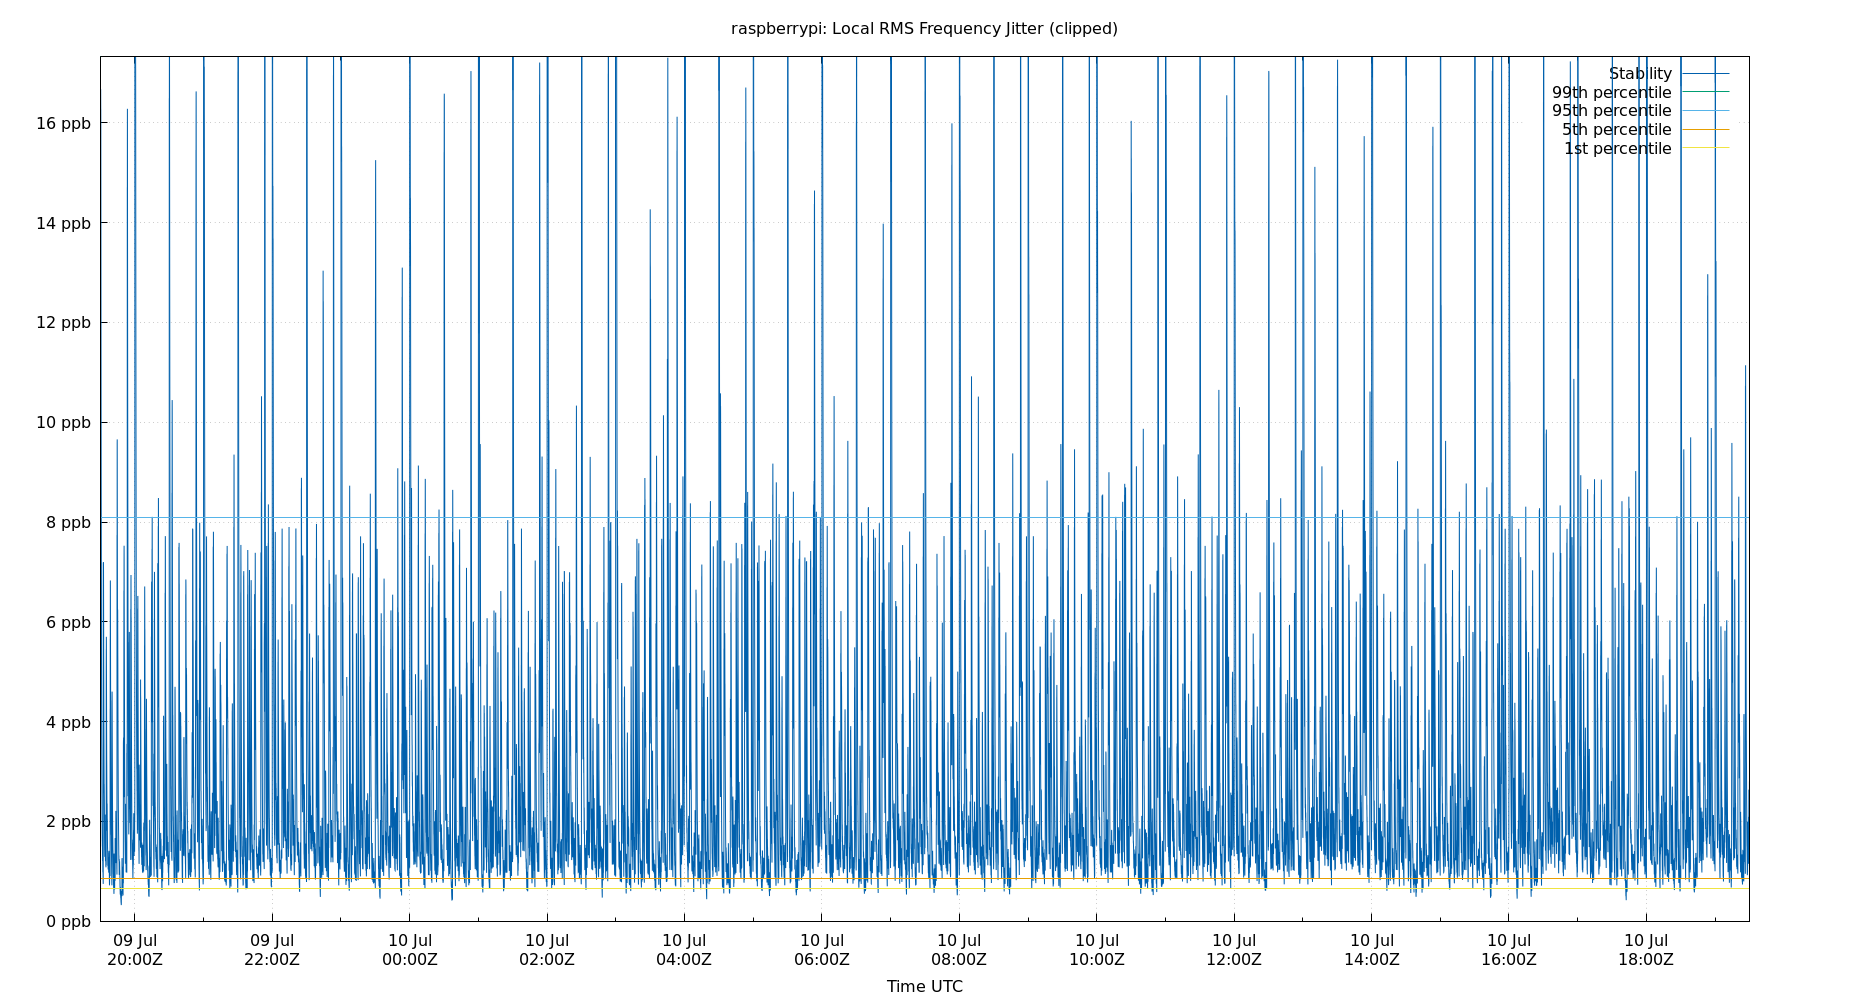 raspberrypi: Local RMS Frequency Jitter (clipped)
Stability
99th percentile
95th percentile
5th percentile
1st percentile
16 ppb
14 ppb
12 ppb
10 ppb
8 ppb
6 ppb
4 ppb
2 ppb
0 ppb
09 Jul 09 Jul 10 Jul 10 Jul 10 Jul 10 Jul 10 Jul 10 Jul 10 Jul 10 Jul 10 Jul 10 Jul
20:00Z 22:00Z 00:00Z 02:00Z 04:00Z 06:00Z 08:00Z 10:00Z 12:00Z 14:00Z 16:00Z 18:00Z
Time UTC